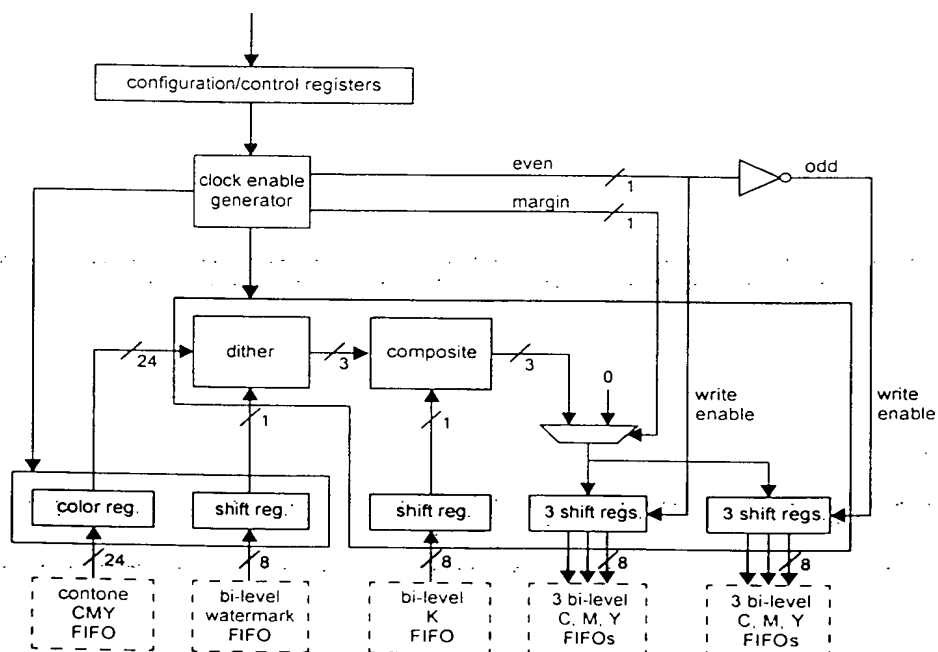 configuration/control registers
even
1
odd
clock enable
generator
margin
1
24
dither
3
composite
3
0
write
enable
write
enable
1
1
color reg.
shift reg.
shift reg.
3 shift regs.
3 shift regs.
24
8
8
8
8
contone
CMY
FIFO
bi-level
watermark
FIFO
bi-level
K
FIFO
3 bi-level
C, M, Y
FIFOs
3 bi-level
C, M, Y
FIFOs